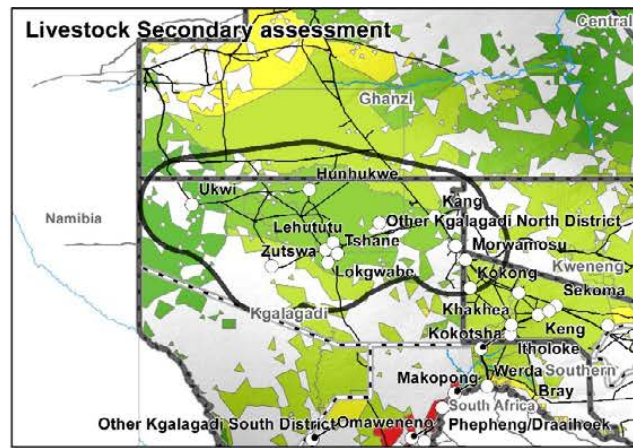 Livestock Secondary assessment
Central
Ghanzi
Hunhukwe
Ukwi
Kang
Namibia
Lehututu
Other Kgalagadi North District
Tshane
Morwamosu
Zutswa
Lokgwabe
Kokong
Kweneng
Sekoma
Kgalagadi
Khakhea
Keng
Kokotsha
Itholoke
Werda
Southern
Makopong
Bray
South Africa
Other Kgalagadi South District
Omaweneno
Phepheng/Draaihoek